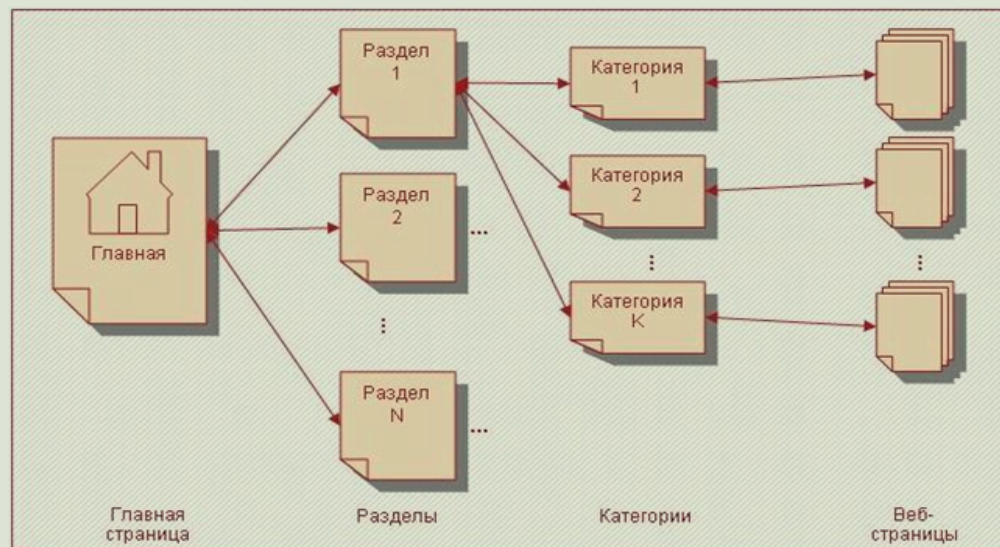 Главная
Раздел
1
Раздел
2
...
...
Раздел
N
...
Категория
1
Категория
2
...
Категория
K
...
Главная
страница
Разделы
Категории
Веб-
страницы